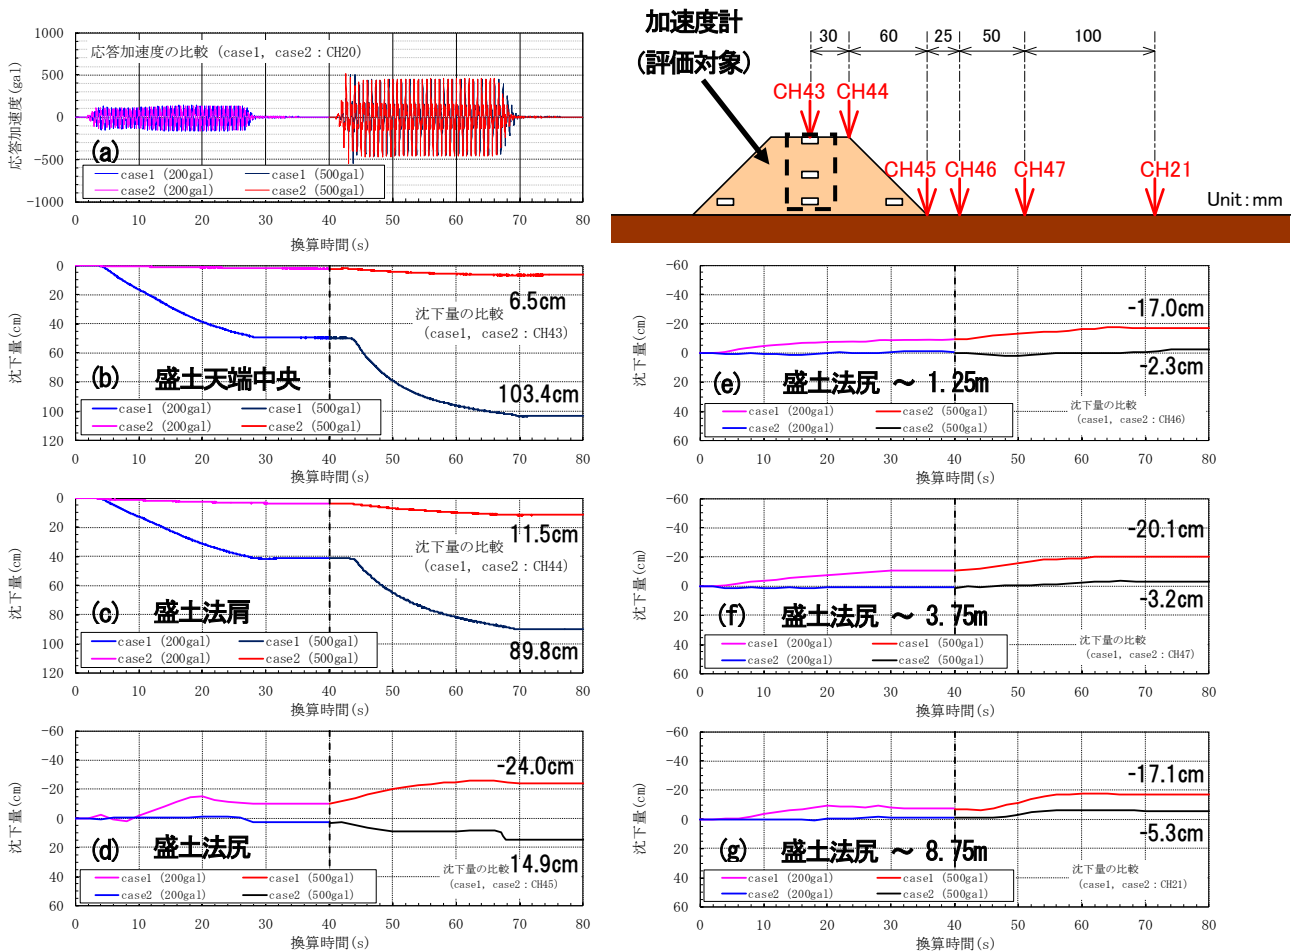 応答加速度の比較 (case1, case2：CH20)
1000
500
0
-500
-1000
応答加速度(gal)
(a)
case1 (200gal)
case1 (500gal)
case2 (200gal)
case2 (500gal)
0 10 20 30 40 50 60 70 80
換算時間(s)
加速度計
(評価対象)
30 60 25 50 100
CH43 CH44
CH45 CH46 CH47 CH21
Unit：mm
0
20
40
60
80
100
120
沈下量(cm)
6.5cm
沈下量の比較
(case1, case2：CH43)
(b) 盛土天端中央
103.4cm
case1 (200gal)
case1 (500gal)
case2 (200gal)
case2 (500gal)
0 10 20 30 40 50 60 70 80
換算時間(s)
0
20
40
60
80
100
120
沈下量(cm)
11.5cm
沈下量の比較
(case1, case2：CH44)
(c) 盛土法肩
89.8cm
case1 (200gal)
case1 (500gal)
case2 (200gal)
case2 (500gal)
0 10 20 30 40 50 60 70 80
換算時間(s)
-60
-40
-20
0
20
40
60
沈下量(cm)
-24.0cm
(d) 盛土法尻
14.9cm
沈下量の比較
(case1, case2：CH45)
case1 (200gal)
case1 (500gal)
case2 (200gal)
case2 (500gal)
0 10 20 30 40 50 60 70 80
換算時間(s)
-60
-40
-20
0
20
40
60
沈下量(cm)
-17.0cm
-2.3cm
(e) 盛土法尻 ～ 1.25m
沈下量の比較
(case1, case2：CH46)
case1 (200gal)
case2 (500gal)
case2 (200gal)
case2 (500gal)
0 10 20 30 40 50 60 70 80
換算時間(s)
-60
-40
-20
0
20
40
60
沈下量(cm)
-20.1cm
-3.2cm
(f) 盛土法尻 ～ 3.75m
沈下量の比較
(case1, case2：CH47)
case1 (200gal)
case1 (500gal)
case2 (200gal)
case2 (500gal)
0 10 20 30 40 50 60 70 80
換算時間(s)
-60
-40
-20
0
20
40
60
沈下量(cm)
-17.1cm
-5.3cm
(g) 盛土法尻 ～ 8.75m
沈下量の比較
(case1, case2：CH21)
case1 (200gal)
case1 (500gal)
case2 (200gal)
case2 (500gal)
0 10 20 30 40 50 60 70 80
換算時間(s)